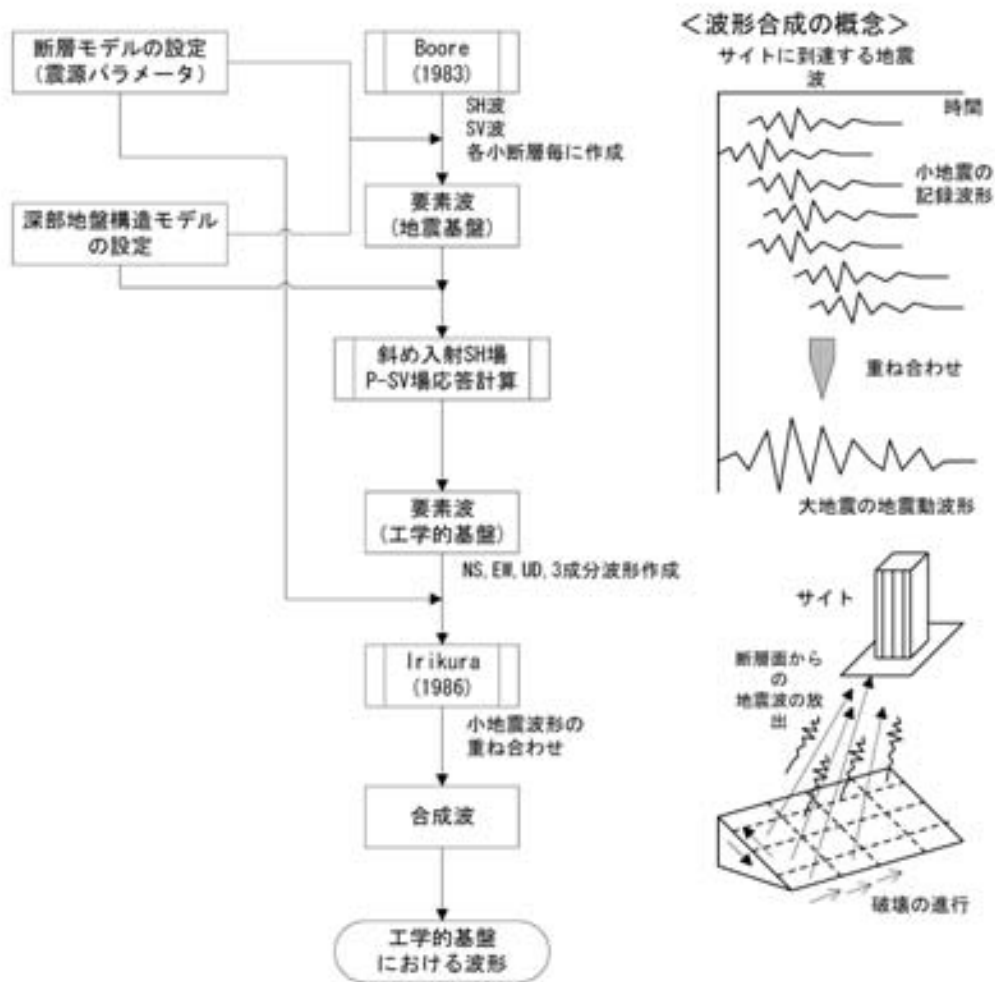 断層モデルの設定
(震源パラメータ)
Boore
(1983)
SH波
SV波
各小断層毎に作成
深部地盤構造モデル
の設定
要素波
(地震基盤)
斜め入射SH場
P-SV場応答計算
要素波
(工学的基盤)
NS,EW,UD,3成分波形作成
Irikura
(1986)
小地震波形の
重ね合わせ
合成波
工学的基盤
における波形
<波形合成の概念>
サイトに到達する地震
波
時間
小地震の
記録波形
重ね合わせ
大地震の地震動波形
サイト
断層面から
の
地震波の放
出
破壊の進行